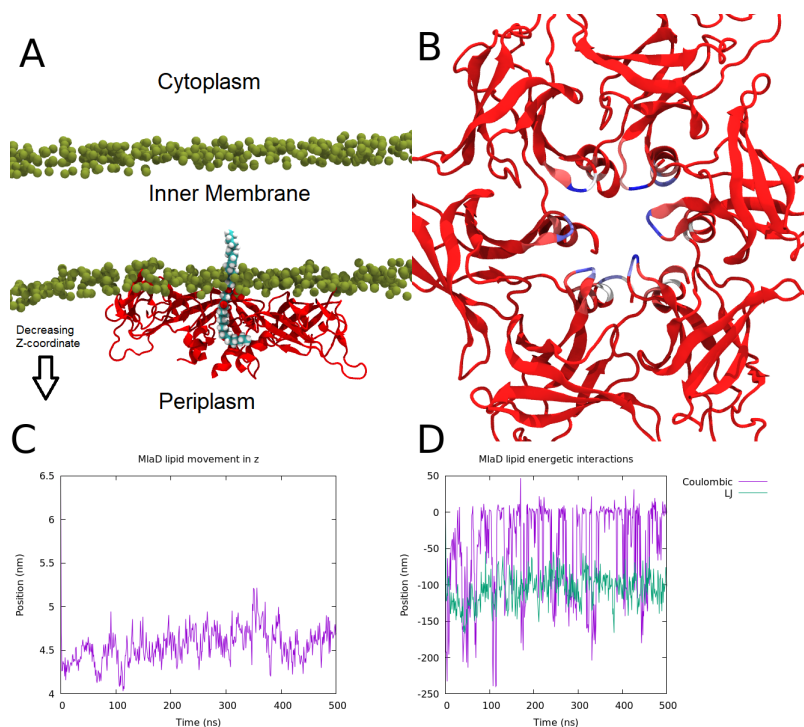 A
Cytoplasm
Inner Membrane
Decreasing
Z-coordinate
Periplasm
B
C
MlaD lipid movement in z
Position (nm)
6.5
6
5.5
5
4.5
4
0
100
200
300
400
500
Time (ns)
D
MlaD lipid energetic interactions
Coulombic
LJ
Position (nm)
50
0
-50
-100
-150
-200
-250
0
100
200
300
400
500
Time (ns)